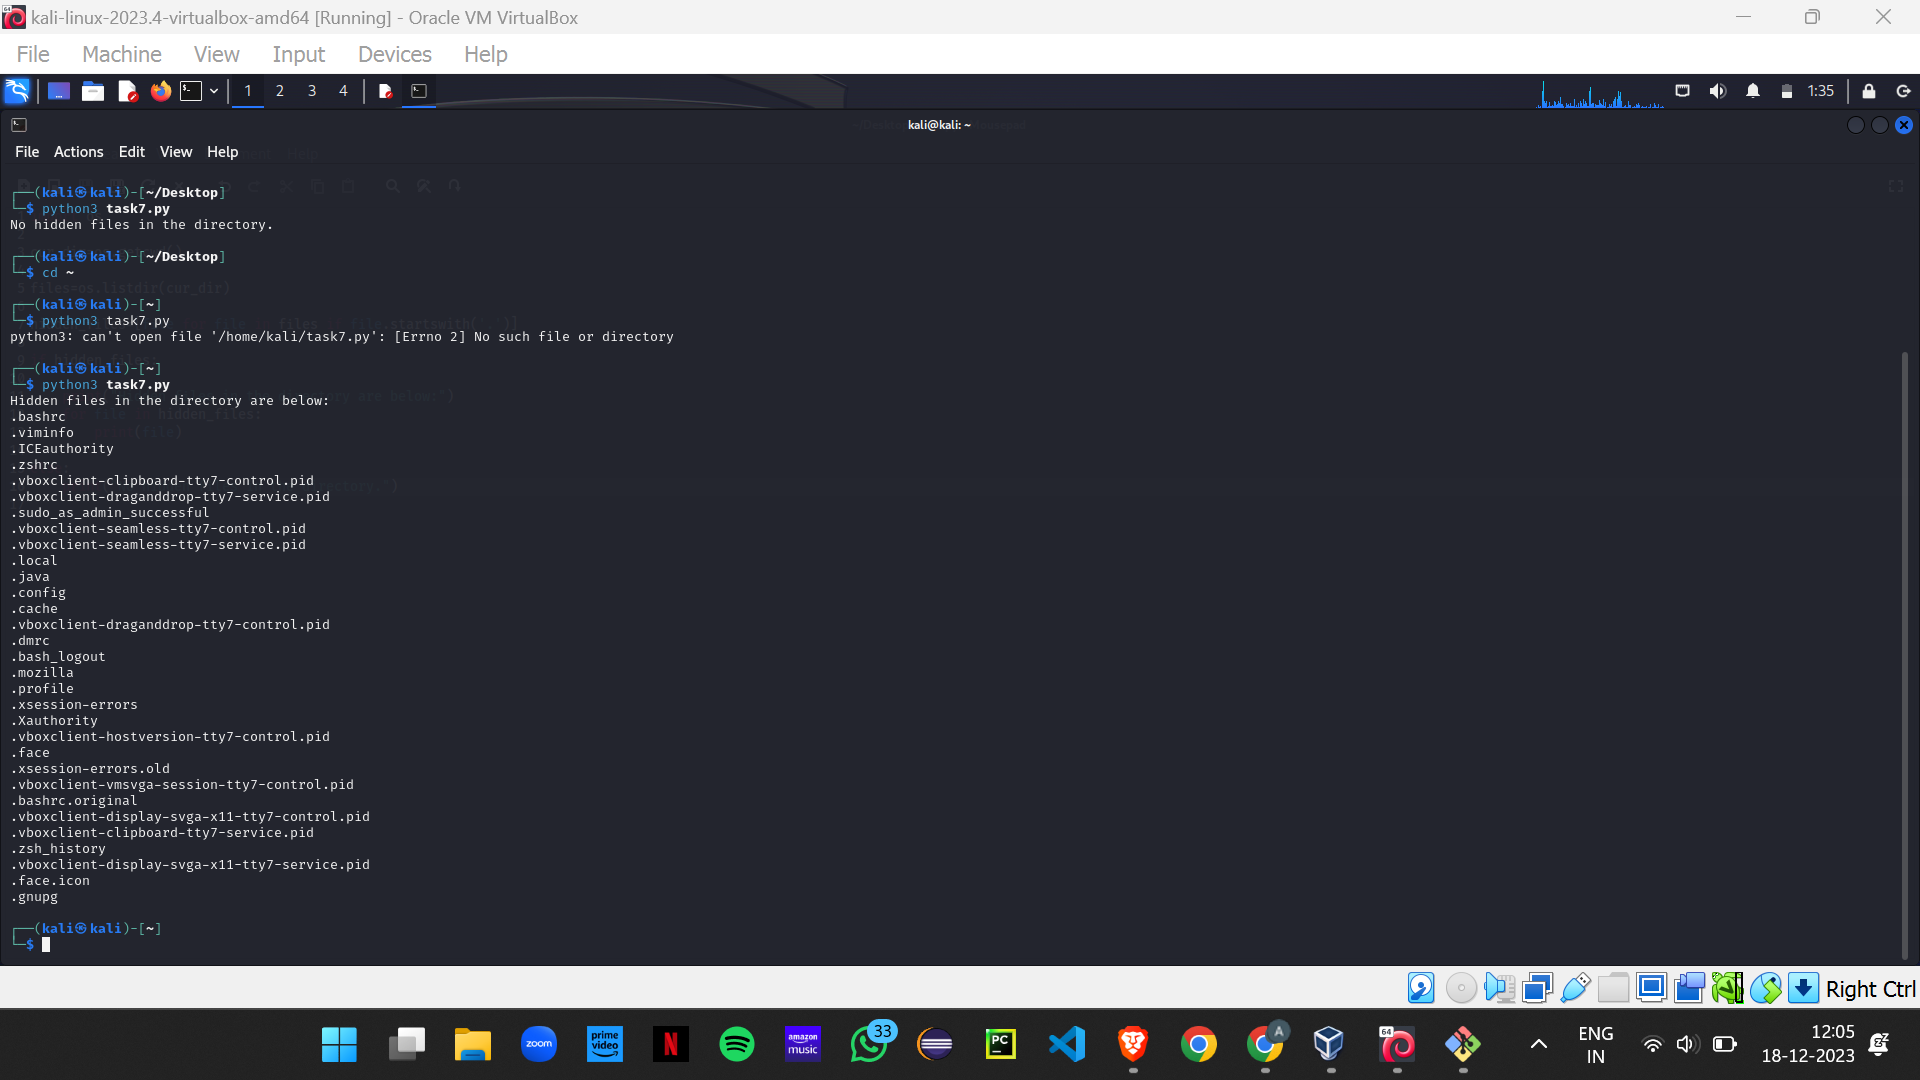 kali-linux-2023.4-virtualbox-amd64 [Running] - Oracle VM VirtualBox
File Machine View Input Devices Help
1 2 3 4 1:35
kali@kali: ~
File Actions Edit View Help
┌──(kali㉿kali)-[~/Desktop]
└─$ python3 task7.py
No hidden files in the directory.
┌──(kali㉿kali)-[~/Desktop]
└─$ cd ~
files=os.listdir(cur_dir)
┌──(kali㉿kali)-[~]
└─$ python3 task7.py
python3: can't open file '/home/kali/task7.py': [Errno 2] No such file or directory
┌──(kali㉿kali)-[~]
└─$ python3 task7.py
Hidden files in the directory are below:
.bashrc
.viminfo
.ICEauthority
.zshrc
.vboxclient-clipboard-tty7-control.pid
.vboxclient-draganddrop-tty7-service.pid
.sudo_as_admin_successful
.vboxclient-seamless-tty7-control.pid
.vboxclient-seamless-tty7-service.pid
.local
.java
.config
.cache
.vboxclient-draganddrop-tty7-control.pid
.dmrc
.bash_logout
.mozilla
.profile
.xsession-errors
.Xauthority
.vboxclient-hostversion-tty7-control.pid
.face
.xsession-errors.old
.vboxclient-vmsvga-session-tty7-control.pid
.bashrc.original
.vboxclient-display-svga-x11-tty7-control.pid
.vboxclient-clipboard-tty7-service.pid
.zsh_history
.vboxclient-display-svga-x11-tty7-service.pid
.face.icon
.gnupg
┌──(kali㉿kali)-[~]
└─$
Right Ctrl
zoom
prime video
N
amazon music
33
PC
A
64
ENG
IN
12:05
18-12-2023